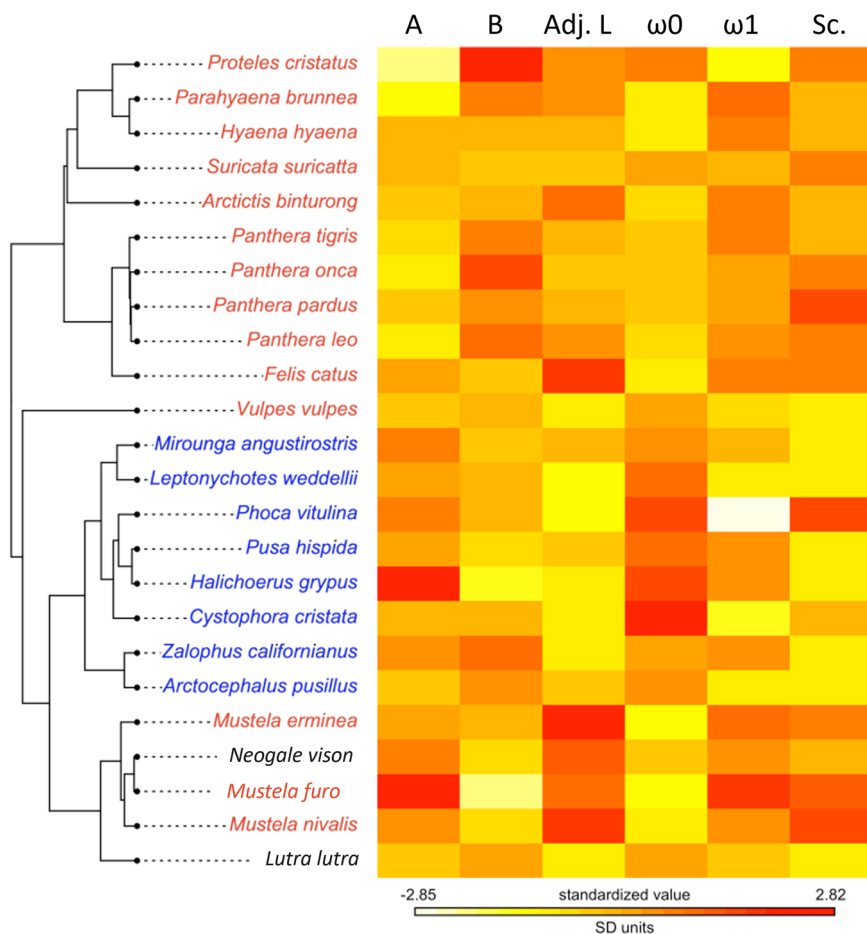 A B Adj. L ω0 ω1 Sc.
Proteles cristatus
Parahyaena brunnea
Hyaena hyaena
Suricata suricatta
Arctictis binturong
Panthera tigris
Panthera onca
Panthera pardus
Panthera leo
Felis catus
Vulpes vulpes
Mirounga angustirostris
Leptonychotes weddellii
Phoca vitulina
Pusa hispida
Halichoerus grypus
Cystophora cristata
Zalophus californianus
Arctocephalus pusillus
Mustela erminea
Neogale vison
Mustela furo
Mustela nivalis
Lutra lutra
-2.85 standardized value 2.82
SD units